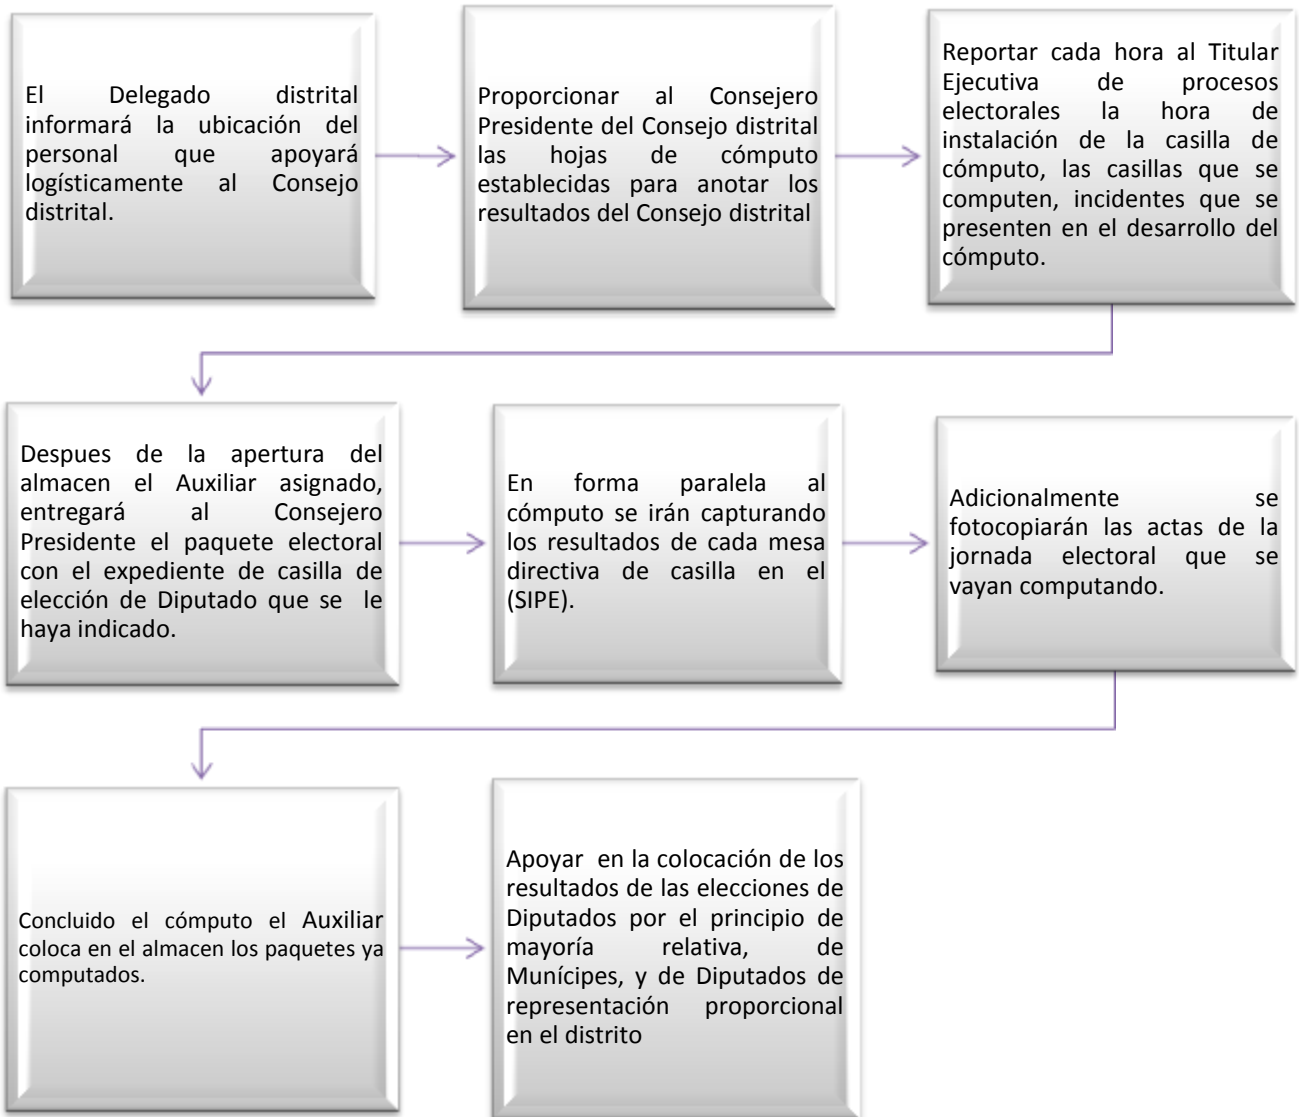 El Delegado distrital
informará la ubicación del
personal que apoyará
logísticamente al Consejo
distrital.
Proporcionar al Consejero
Presidente del Consejo distrital
las hojas de cómputo
establecidas para anotar los
resultados del Consejo distrital
Reportar cada hora al Titular
Ejecutiva de procesos
electorales la hora de
instalación de la casilla de
cómputo, las casillas que se
computen, incidentes que se
presenten en el desarrollo del
cómputo.
Despues de la apertura del
almacen el Auxiliar asignado,
entregará al Consejero
Presidente el paquete electoral
con el expediente de casilla de
elección de Diputado que se le
haya indicado.
En forma paralela al
cómputo se irán capturando
los resultados de cada mesa
directiva de casilla en el
(SIPE).
Adicionalmente se
fotocopiarán las actas de la
jornada electoral que se
vayan computando.
Concluido el cómputo el Auxiliar
coloca en el almacen los paquetes ya
computados.
Apoyar en la colocación de los
resultados de las elecciones de
Diputados por el principio de
mayoría relativa, de
Munícipes, y de Diputados de
representación proporcional
en el distrito